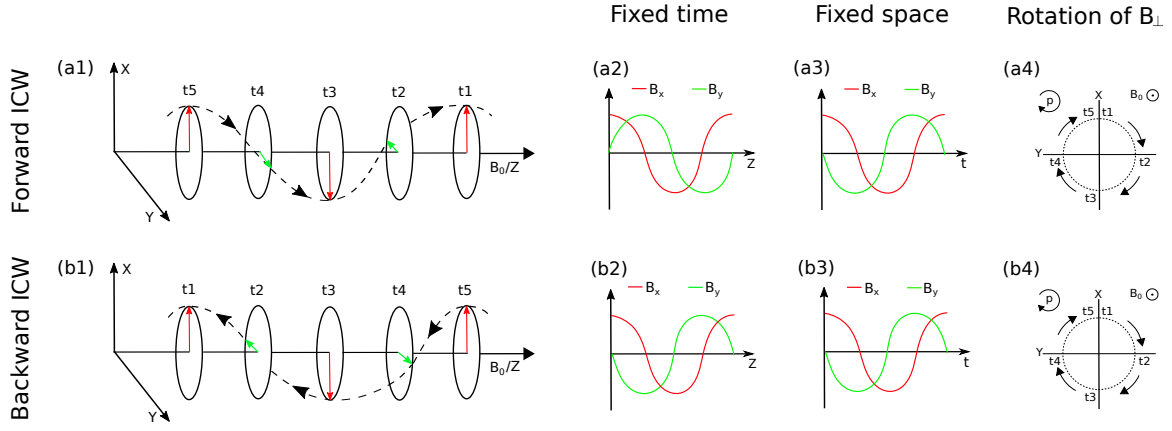 Fixed time
Fixed space
Rotation of B⊥
Forward ICW
(a1)
X
t5
t4
t3
t2
t1
B₀/Z
Y
(a2)
Bₓ
Bᵧ
Z
(a3)
Bₓ
Bᵧ
t
(a4)
p
X
B₀ ⊙
t5
t1
Y
t4
t2
t3
Backward ICW
(b1)
X
t1
t2
t3
t4
t5
B₀/Z
Y
(b2)
Bₓ
Bᵧ
Z
(b3)
Bₓ
Bᵧ
t
(b4)
p
X
B₀ ⊙
t5
t1
Y
t4
t2
t3